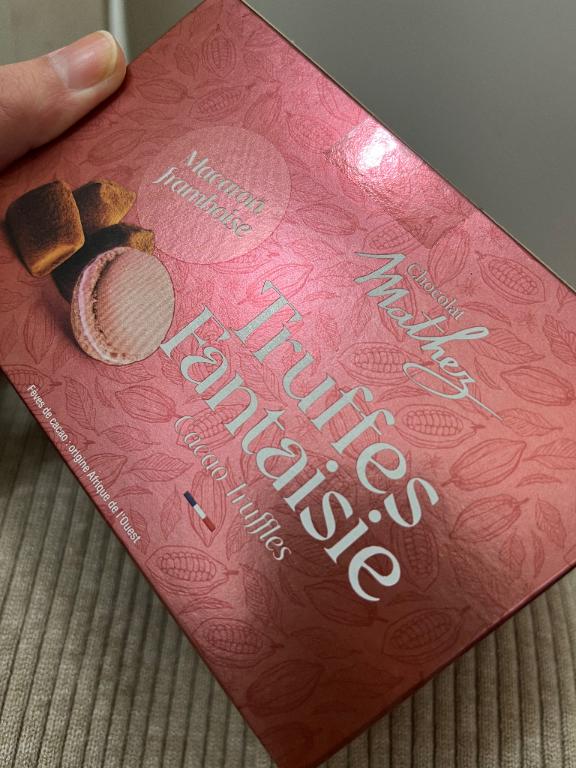 Chocolat
Mathez
Truffes
Fantaisie
Cacao Truffles
Macaron
framboise
Fèves de cacao : origine Afrique de l'Ouest